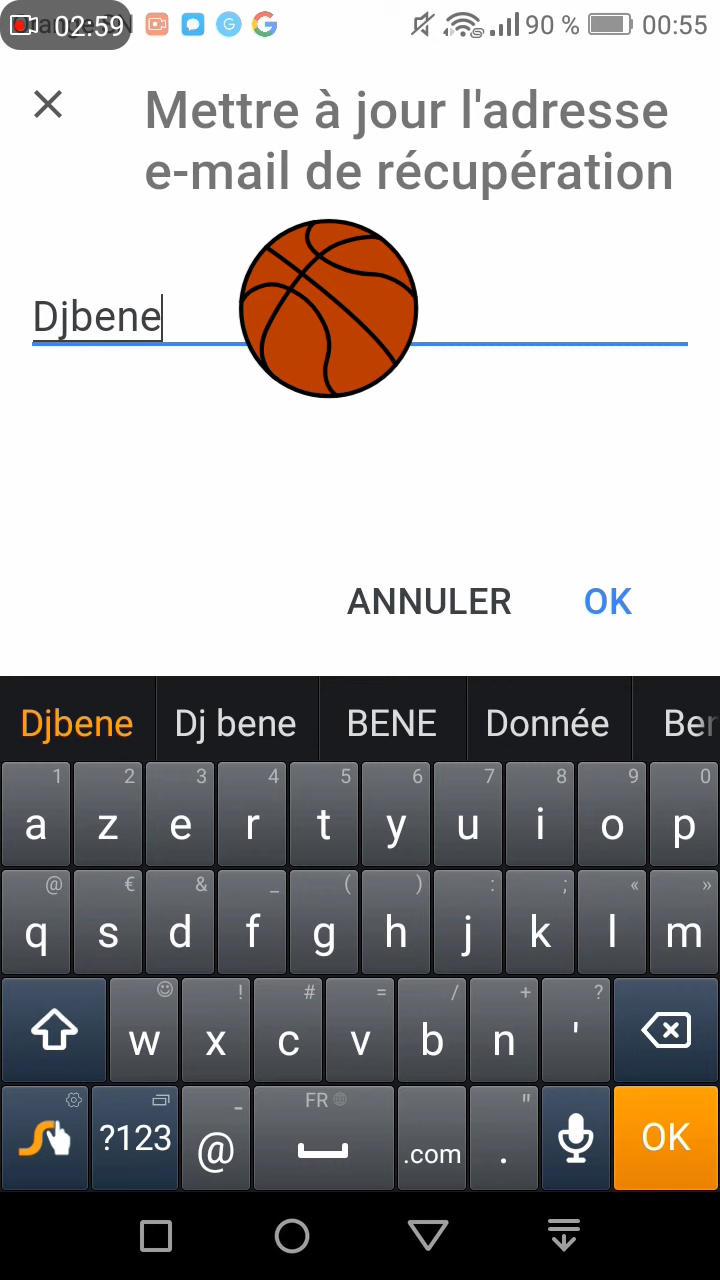 02:59
90 % 00:55
Mettre à jour l'adresse
e-mail de récupération
Djbene
ANNULER OK
Djbene Dj bene BENE Donnée
1 2 3 4 5 6 7 8 9 0
a z e r t y u i o p
@ € & _ ( ) : ; « »
q s d f g h j k l m
! # = / + ?
w x c v b n '
- FR "
?123 @ .com . OK